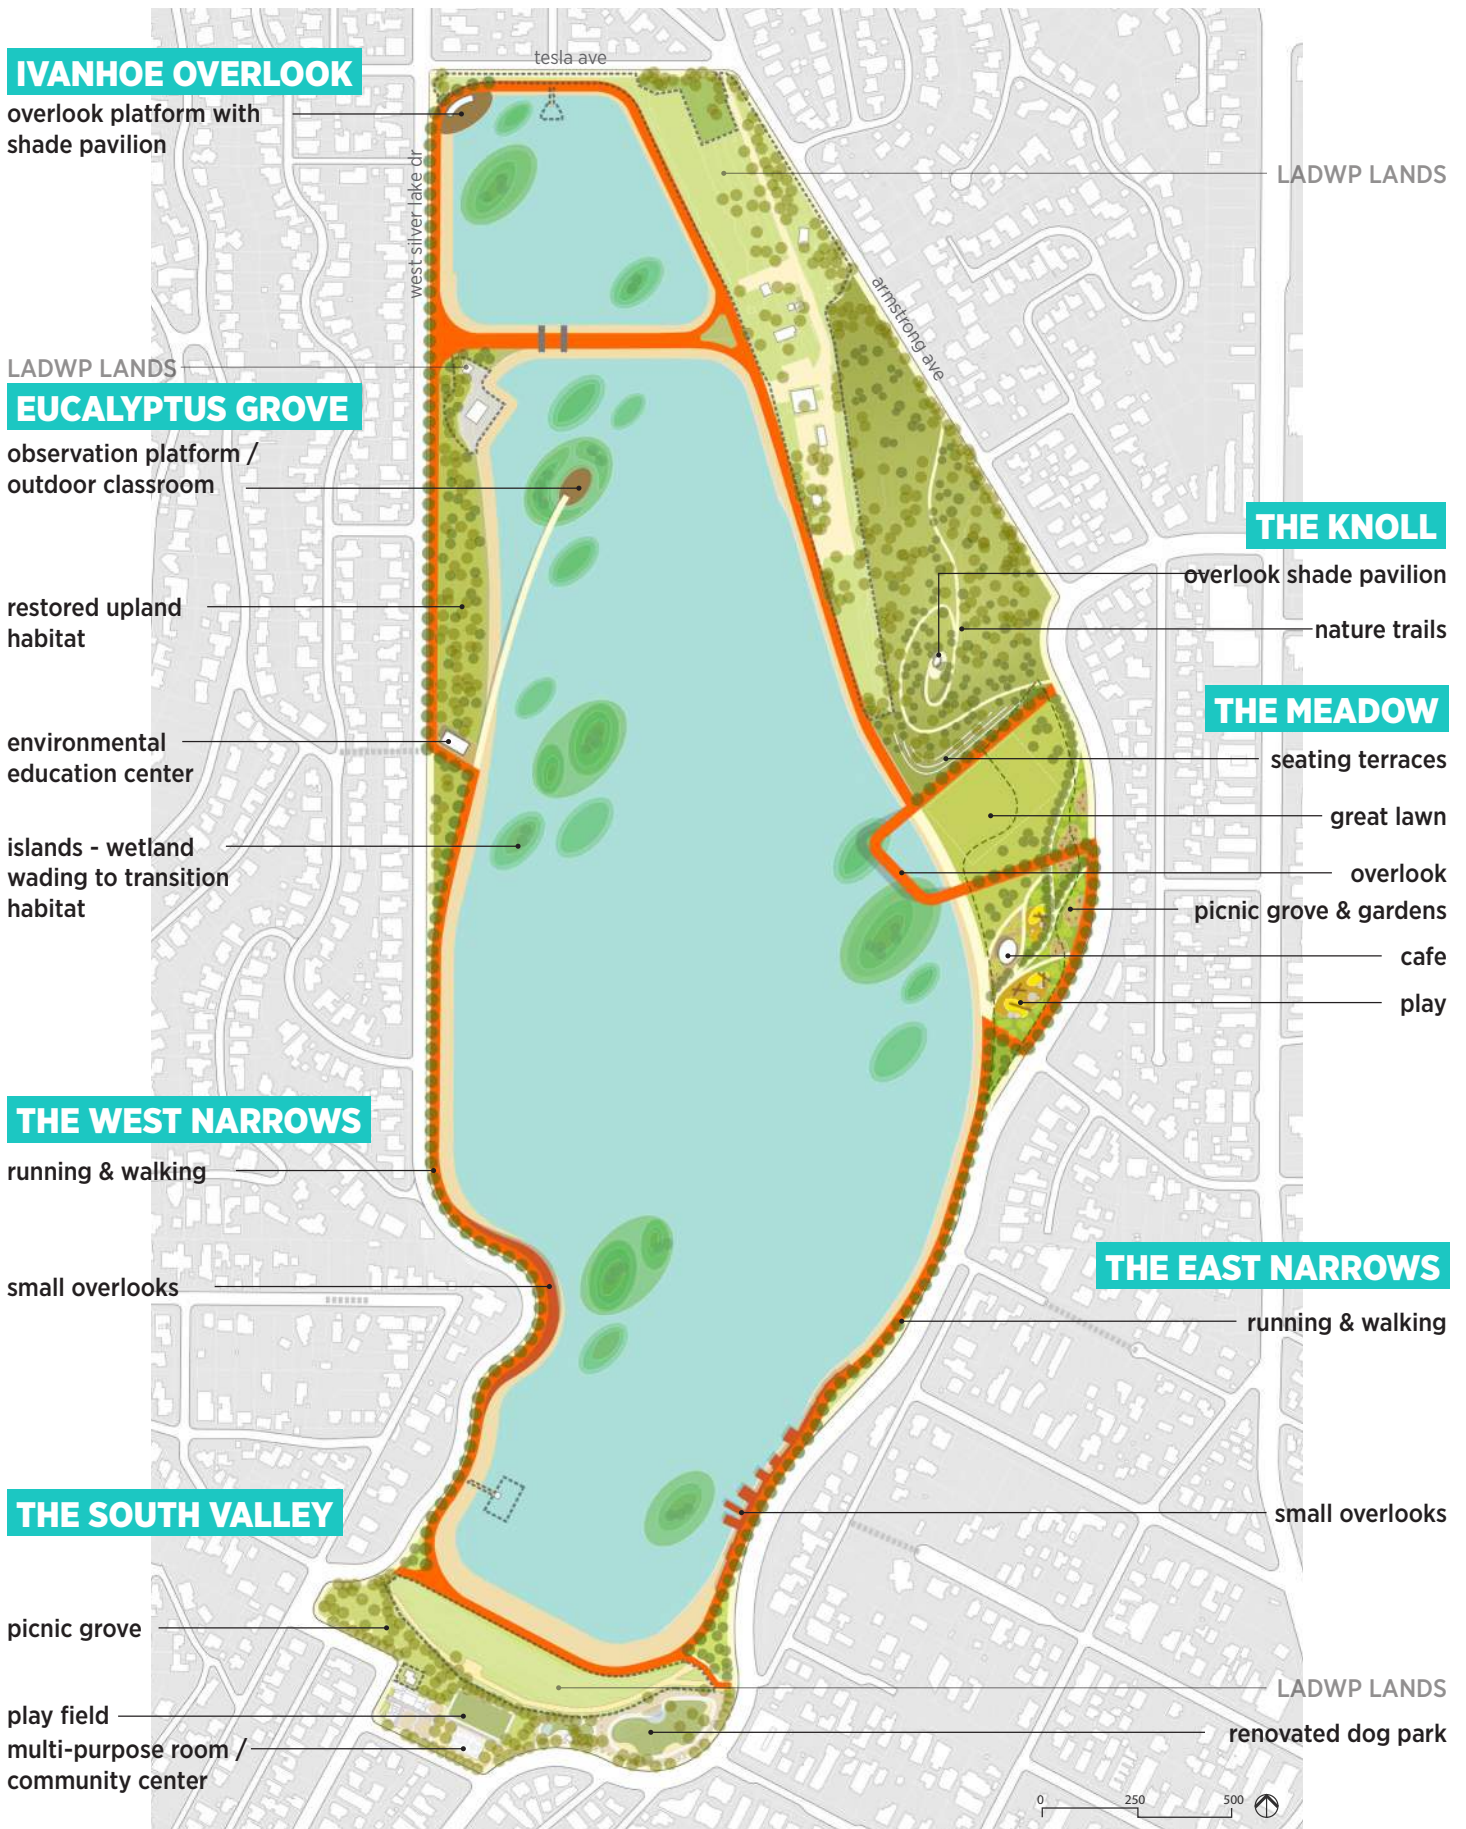 tesla ave
IVANHOE OVERLOOK
overlook platform with
shade pavilion
west silver lake dr
LADWP LANDS
armstrong ave
LADWP LANDS
EUCALYPTUS GROVE
observation platform /
outdoor classroom
restored upland
habitat
environmental
education center
islands - wetland
wading to transition
habitat
THE KNOLL
overlook shade pavilion
nature trails
THE MEADOW
seating terraces
great lawn
overlook
picnic grove & gardens
cafe
play
THE WEST NARROWS
running & walking
small overlooks
THE EAST NARROWS
running & walking
small overlooks
THE SOUTH VALLEY
picnic grove
play field
multi-purpose room /
community center
LADWP LANDS
renovated dog park
0 250 500